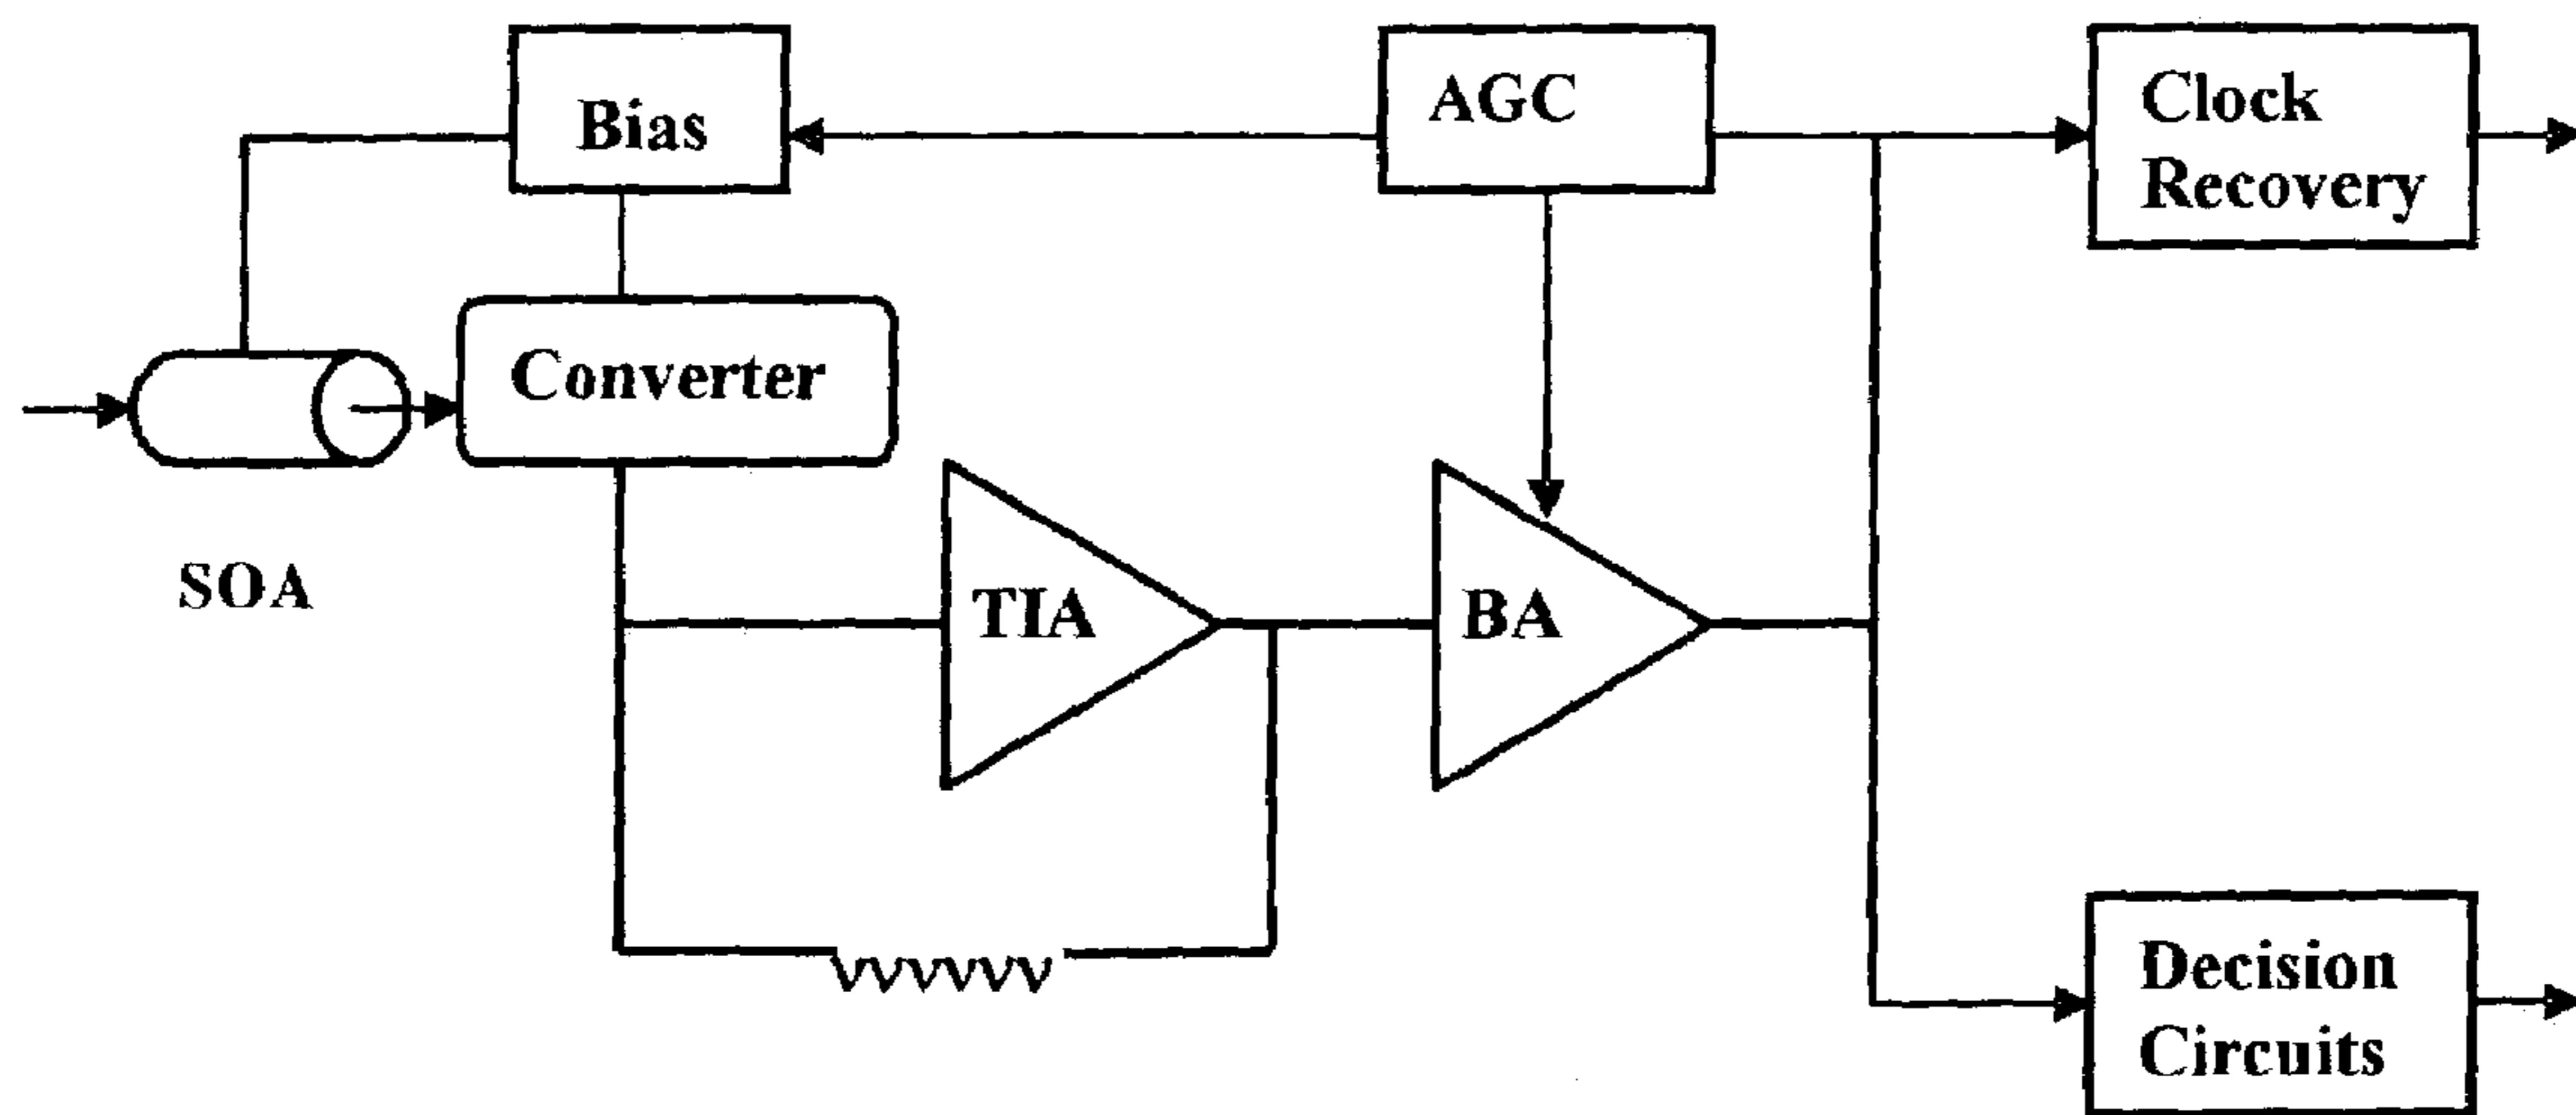 Bias
AGC
Clock
Recovery
Converter
SOA
TIA
BA
Decision
Circuits